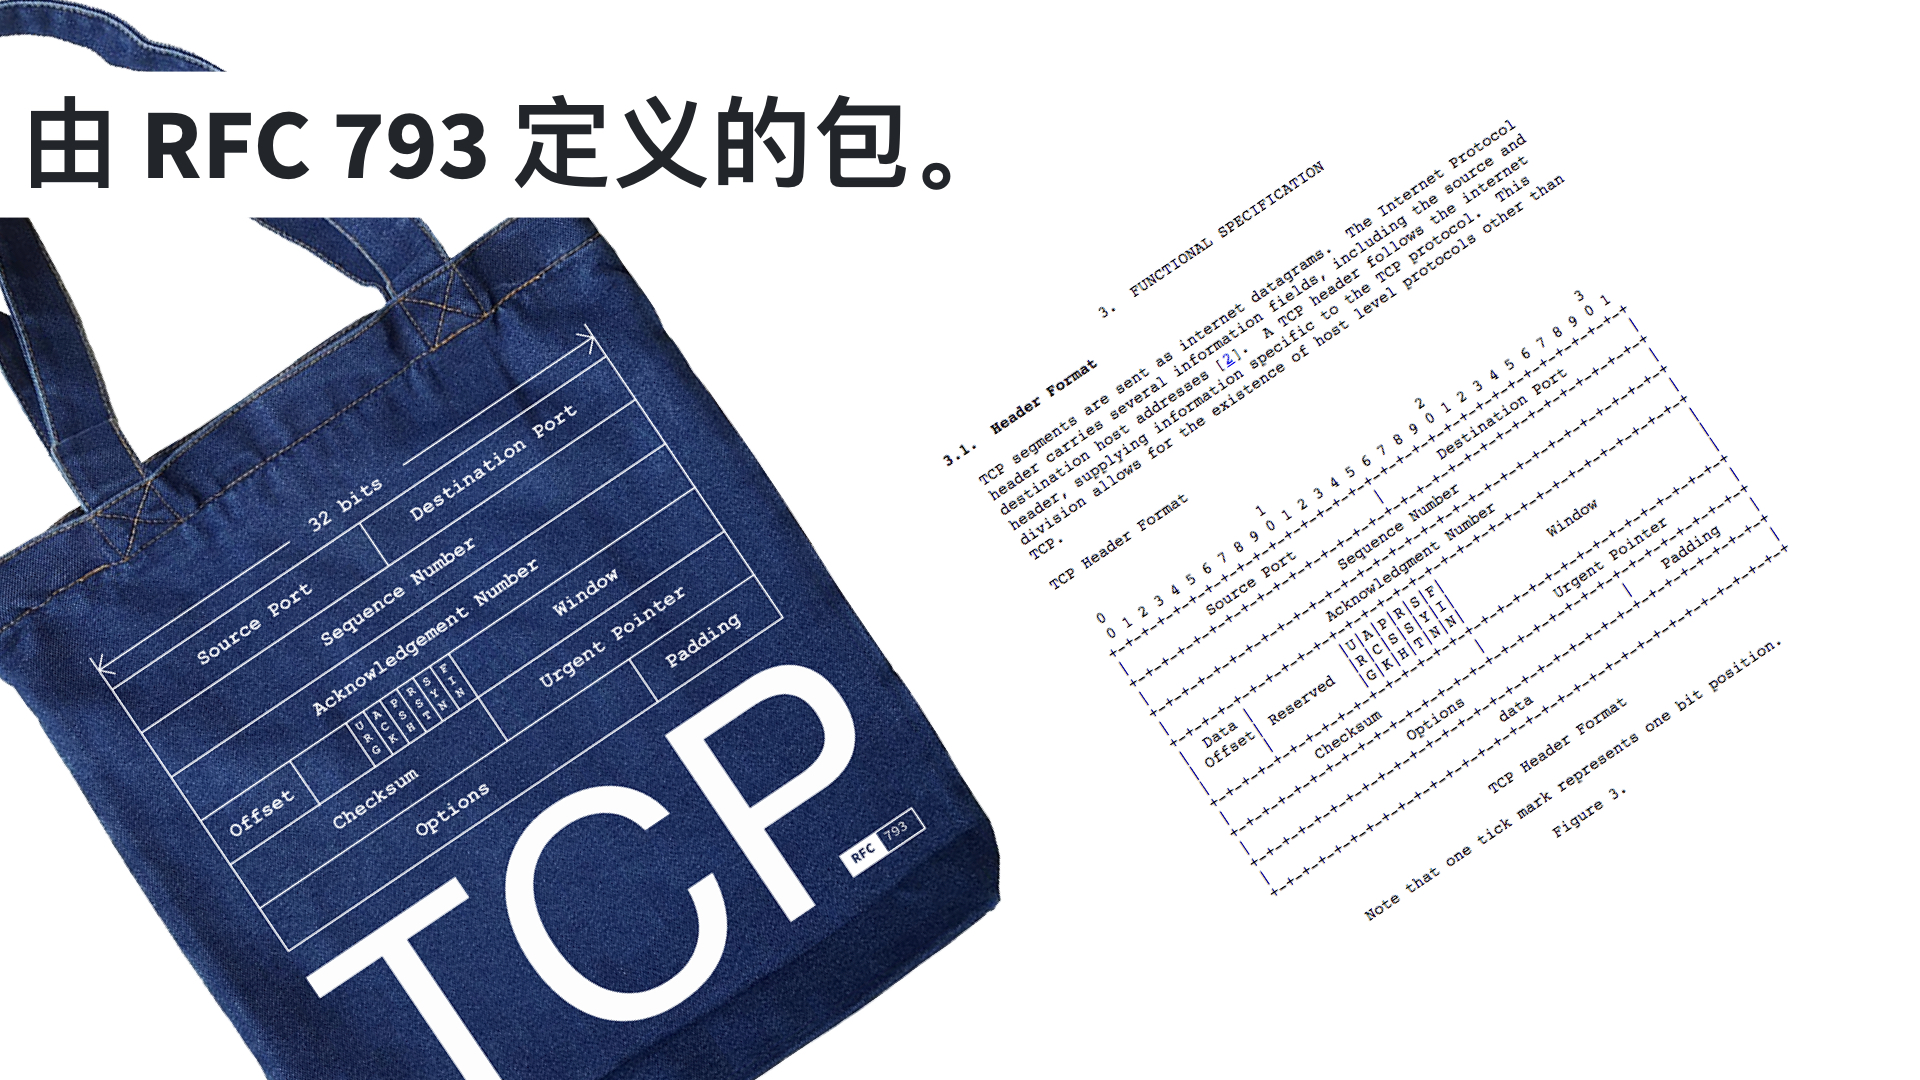 由 RFC 793 定义的包。
32 bits
Source Port Destination Port
Sequence Number
Acknowledgement Number
Offset URG ACK PSH RST SYN FIN Window
Checksum Urgent Pointer
Options Padding
TCP
RFC 793
3. FUNCTIONAL SPECIFICATION
3.1. Header Format
TCP segments are sent as internet datagrams. The Internet Protocol
header carries several information fields, including the source and
destination host addresses [2]. A TCP header follows the internet
header, supplying information specific to the TCP protocol. This
division allows for the existence of host level protocols other than
TCP.
TCP Header Format
0 1 2 3
0 1 2 3 4 5 6 7 8 9 0 1 2 3 4 5 6 7 8 9 0 1 2 3 4 5 6 7 8 9 0 1
+-+-+-+-+-+-+-+-+-+-+-+-+-+-+-+-+-+-+-+-+-+-+-+-+-+-+-+-+-+-+-+-+
| Source Port | Destination Port |
+-+-+-+-+-+-+-+-+-+-+-+-+-+-+-+-+-+-+-+-+-+-+-+-+-+-+-+-+-+-+-+-+
| Sequence Number |
+-+-+-+-+-+-+-+-+-+-+-+-+-+-+-+-+-+-+-+-+-+-+-+-+-+-+-+-+-+-+-+-+
| Acknowledgment Number |
+-+-+-+-+-+-+-+-+-+-+-+-+-+-+-+-+-+-+-+-+-+-+-+-+-+-+-+-+-+-+-+-+
| Data | |U|A|P|R|S|F| |
| Offset| Reserved |R|C|S|S|Y|I| Window |
| | |G|K|H|T|N|N| |
+-+-+-+-+-+-+-+-+-+-+-+-+-+-+-+-+-+-+-+-+-+-+-+-+-+-+-+-+-+-+-+-+
| Checksum | Urgent Pointer |
+-+-+-+-+-+-+-+-+-+-+-+-+-+-+-+-+-+-+-+-+-+-+-+-+-+-+-+-+-+-+-+-+
| Options | Padding |
+-+-+-+-+-+-+-+-+-+-+-+-+-+-+-+-+-+-+-+-+-+-+-+-+-+-+-+-+-+-+-+-+
| data |
+-+-+-+-+-+-+-+-+-+-+-+-+-+-+-+-+-+-+-+-+-+-+-+-+-+-+-+-+-+-+-+-+
TCP Header Format
Note that one tick mark represents one bit position.
Figure 3.